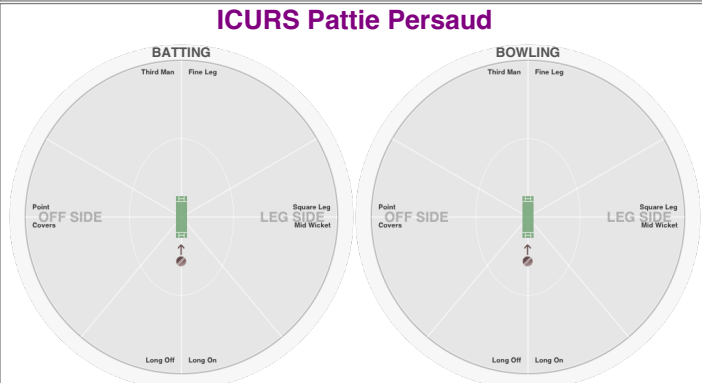 ICURS Pattie Persaud
BATTING
Third Man Fine Leg
Point
OFF SIDE
Covers
Square Leg
LEG SIDE
Mid Wicket
Long Off Long On
BOWLING
Third Man Fine Leg
Point
OFF SIDE
Covers
Square Leg
LEG SIDE
Mid Wicket
Long Off Long On